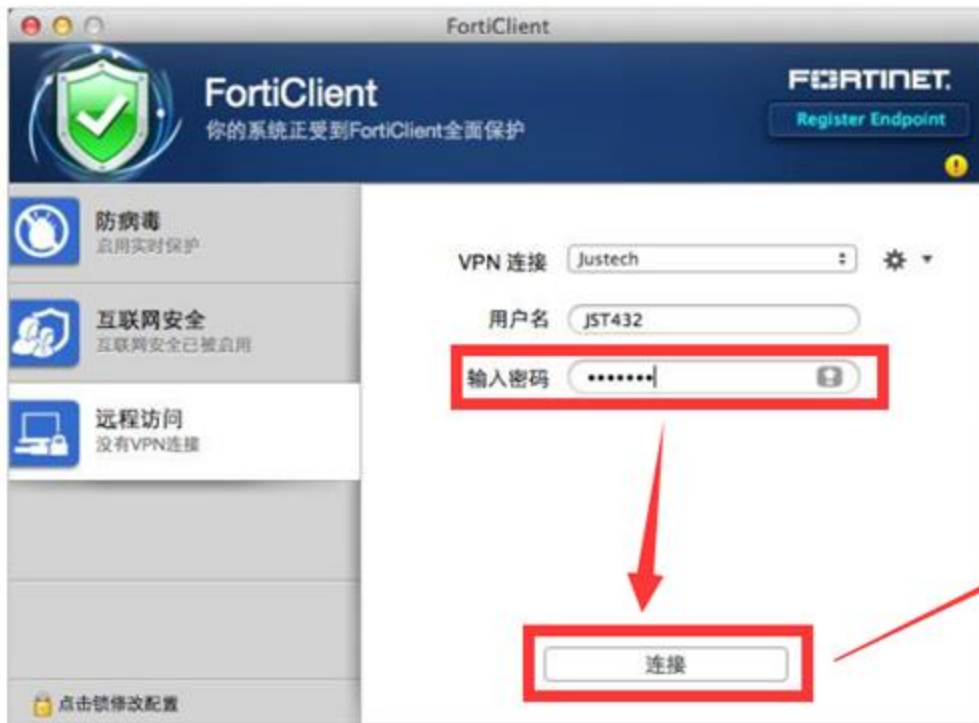 FortiClient
FortiClient
你的系统正受到FortiClient全面保护
FORTINET.
Register Endpoint
防病毒
启用实时保护
互联网安全
互联网安全已被启用
远程访问
没有VPN连接
VPN 连接 Justech
用户名 JST432
输入密码 •••••••
连接
点击锁修改配置